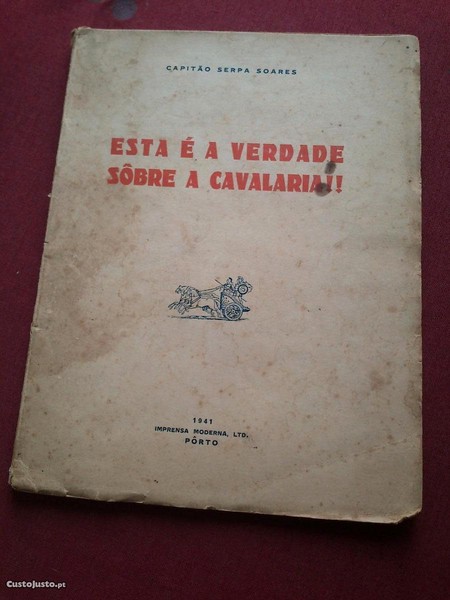 CAPITÃO SERPA SOARES
ESTA É A VERDADE
SÔBRE A CAVALARIA!!
1941
IMPRENSA MODERNA, LTD.
PÔRTO
CustoJusto.pt